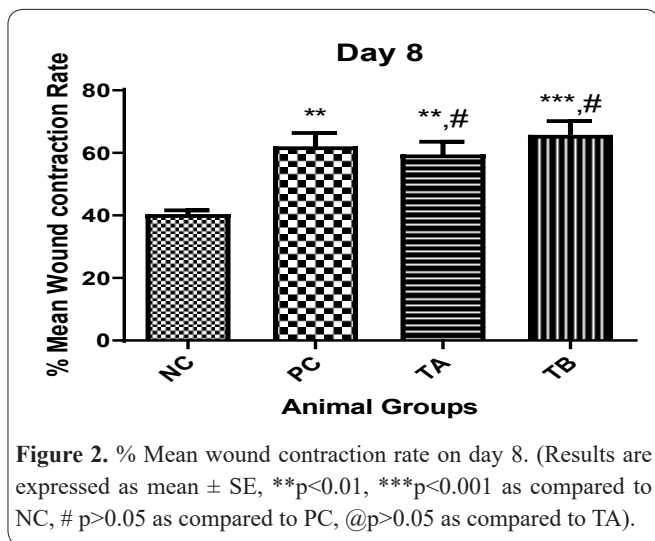 Day 8
% Mean Wound contraction Rate
80
60
40
20
0
**
**,#
***,#
NC
PC
TA
TB
Animal Groups
Figure 2. % Mean wound contraction rate on day 8. (Results are
expressed as mean ± SE, **p<0.01, ***p<0.001 as compared to
NC, # p>0.05 as compared to PC, @p>0.05 as compared to TA).